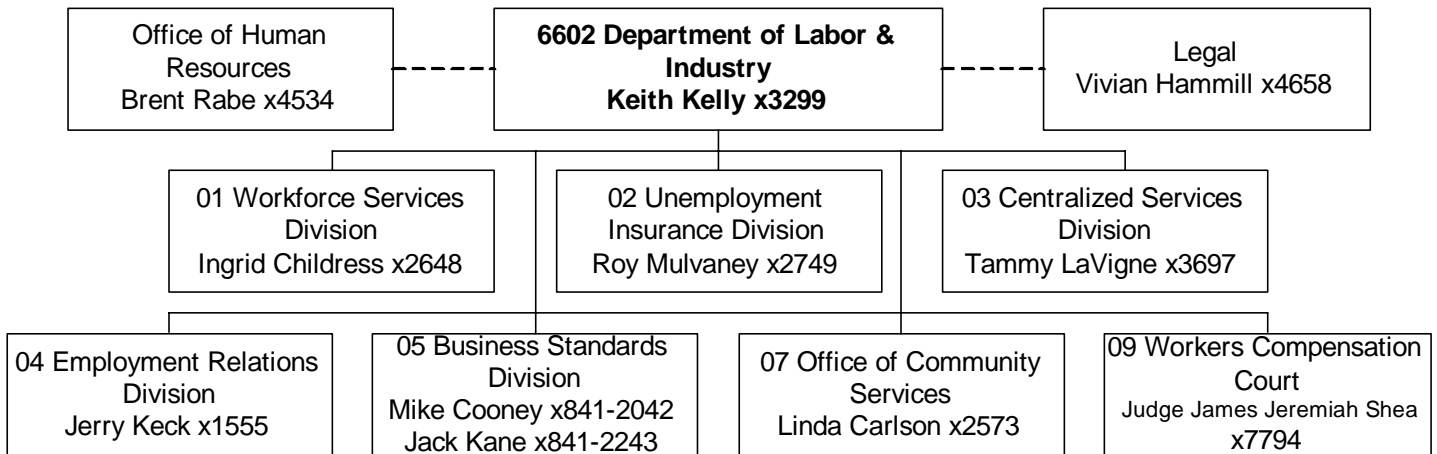 Office of Human
Resources
Brent Rabe x4534
6602 Department of Labor &
Industry
Keith Kelly x3299
Legal
Vivian Hammill x4658
01 Workforce Services
Division
Ingrid Childress x2648
02 Unemployment
Insurance Division
Roy Mulvaney x2749
03 Centralized Services
Division
Tammy LaVigne x3697
04 Employment Relations
Division
Jerry Keck x1555
05 Business Standards
Division
Mike Cooney x841-2042
Jack Kane x841-2243
07 Office of Community
Services
Linda Carlson x2573
09 Workers Compensation
Court
Judge James Jeremiah Shea
x7794